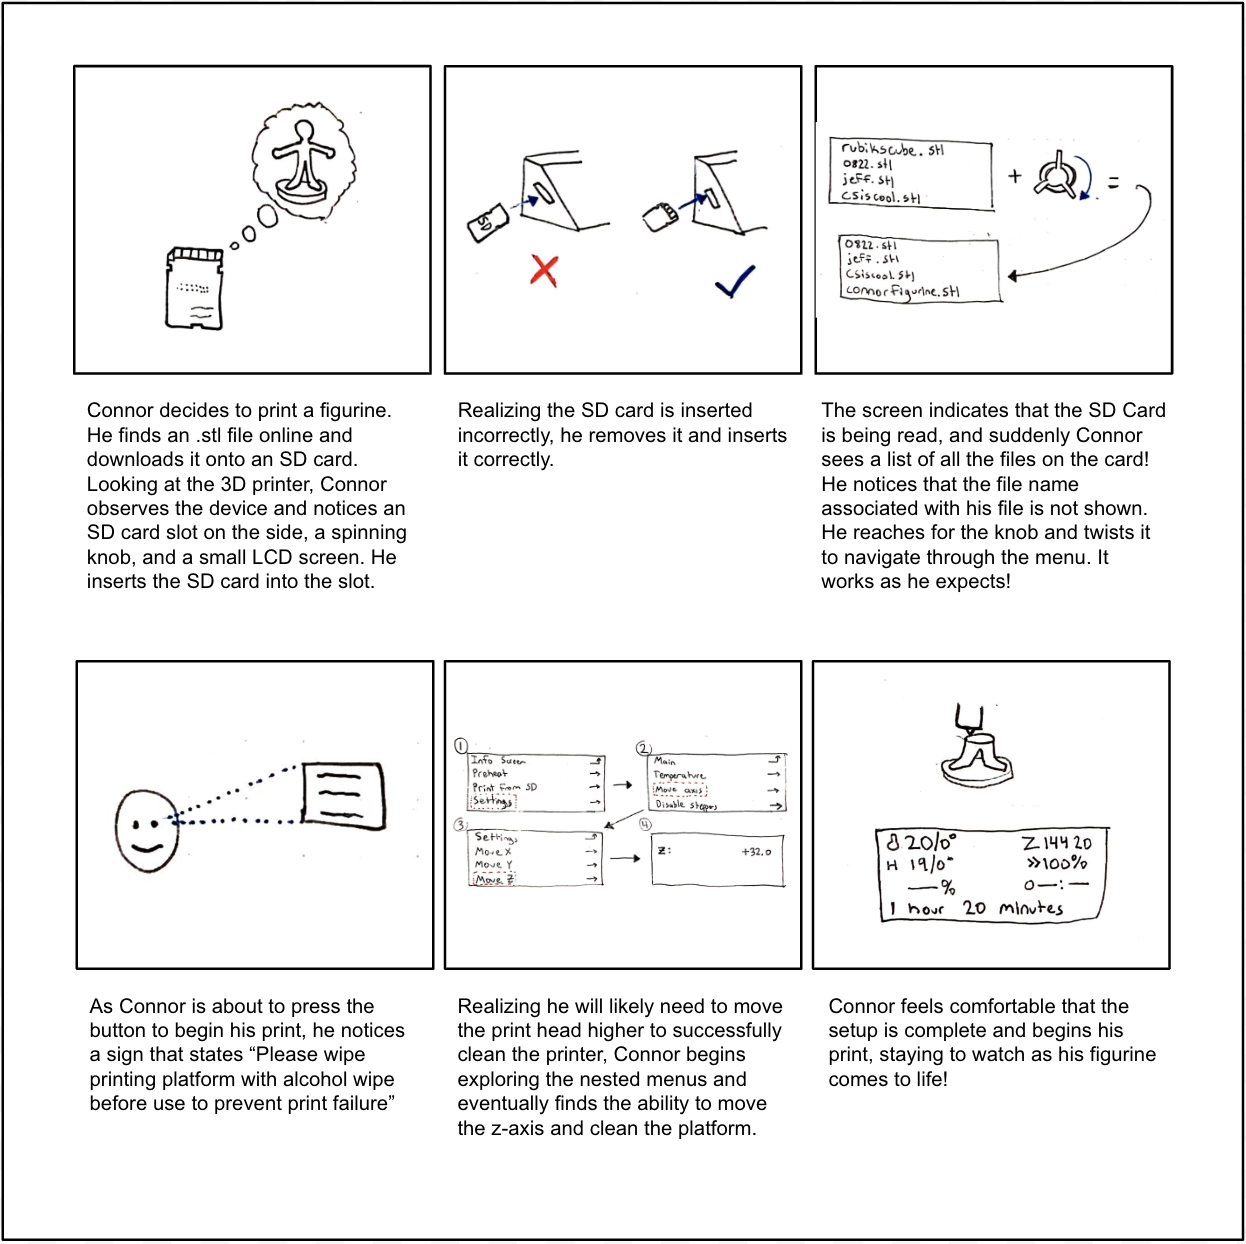 SD
SD
rubikscube.stl
0822.stl
jeff.stl
csiscool.stl
+
=
0822.stl
jeff.stl
csiscool.stl
connorfigurine.stl
Connor decides to print a figurine.
He finds an .stl file online and
downloads it onto an SD card.
Looking at the 3D printer, Connor
observes the device and notices an
SD card slot on the side, a spinning
knob, and a small LCD screen. He
inserts the SD card into the slot.
Realizing the SD card is inserted
incorrectly, he removes it and inserts
it correctly.
The screen indicates that the SD Card
is being read, and suddenly Connor
sees a list of all the files on the card!
He notices that the file name
associated with his file is not shown.
He reaches for the knob and twists it
to navigate through the menu. It
works as he expects!
1
Info Screen
Preheat
Print from SD
Settings
2
Main
Temperature
Move axis
Disable steppers
3
Settings
Move X
Move Y
Move Z
4
Z: +32.0
20/0° Z 144 20
H 19/0° »100%
—% 0—:—
1 hour 20 minutes
As Connor is about to press the
button to begin his print, he notices
a sign that states “Please wipe
printing platform with alcohol wipe
before use to prevent print failure”
Realizing he will likely need to move
the print head higher to successfully
clean the printer, Connor begins
exploring the nested menus and
eventually finds the ability to move
the z-axis and clean the platform.
Connor feels comfortable that the
setup is complete and begins his
print, staying to watch as his figurine
comes to life!